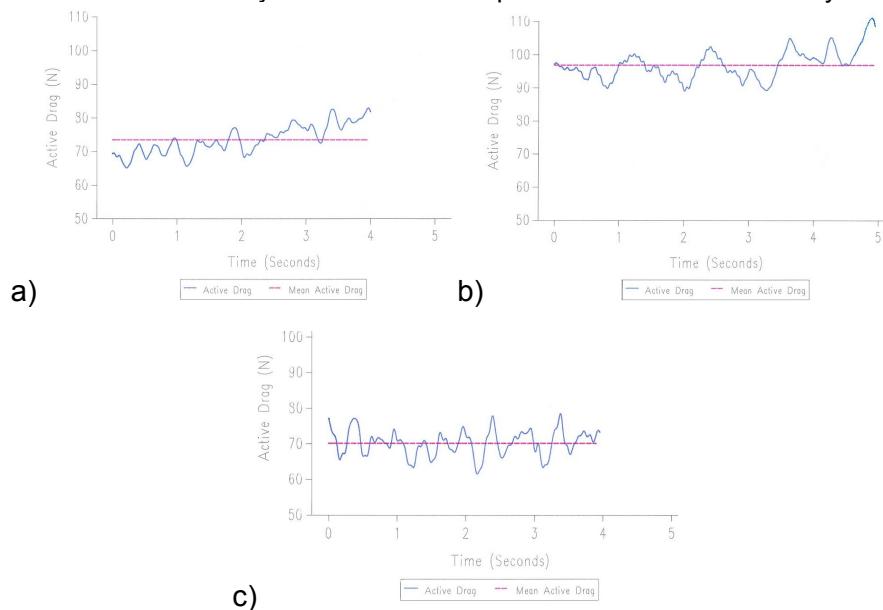 110
100
90
80
70
60
50
Active Drag (N)
0 1 2 3 4 5
Time (Seconds)
Active Drag Mean Active Drag
a)
110
100
90
80
70
60
50
Active Drag (N)
0 1 2 3 4 5
Time (Seconds)
Active Drag Mean Active Drag
b)
100
90
80
70
60
50
Active Drag (N)
0 1 2 3 4 5
Time (Seconds)
Active Drag Mean Active Drag
c)